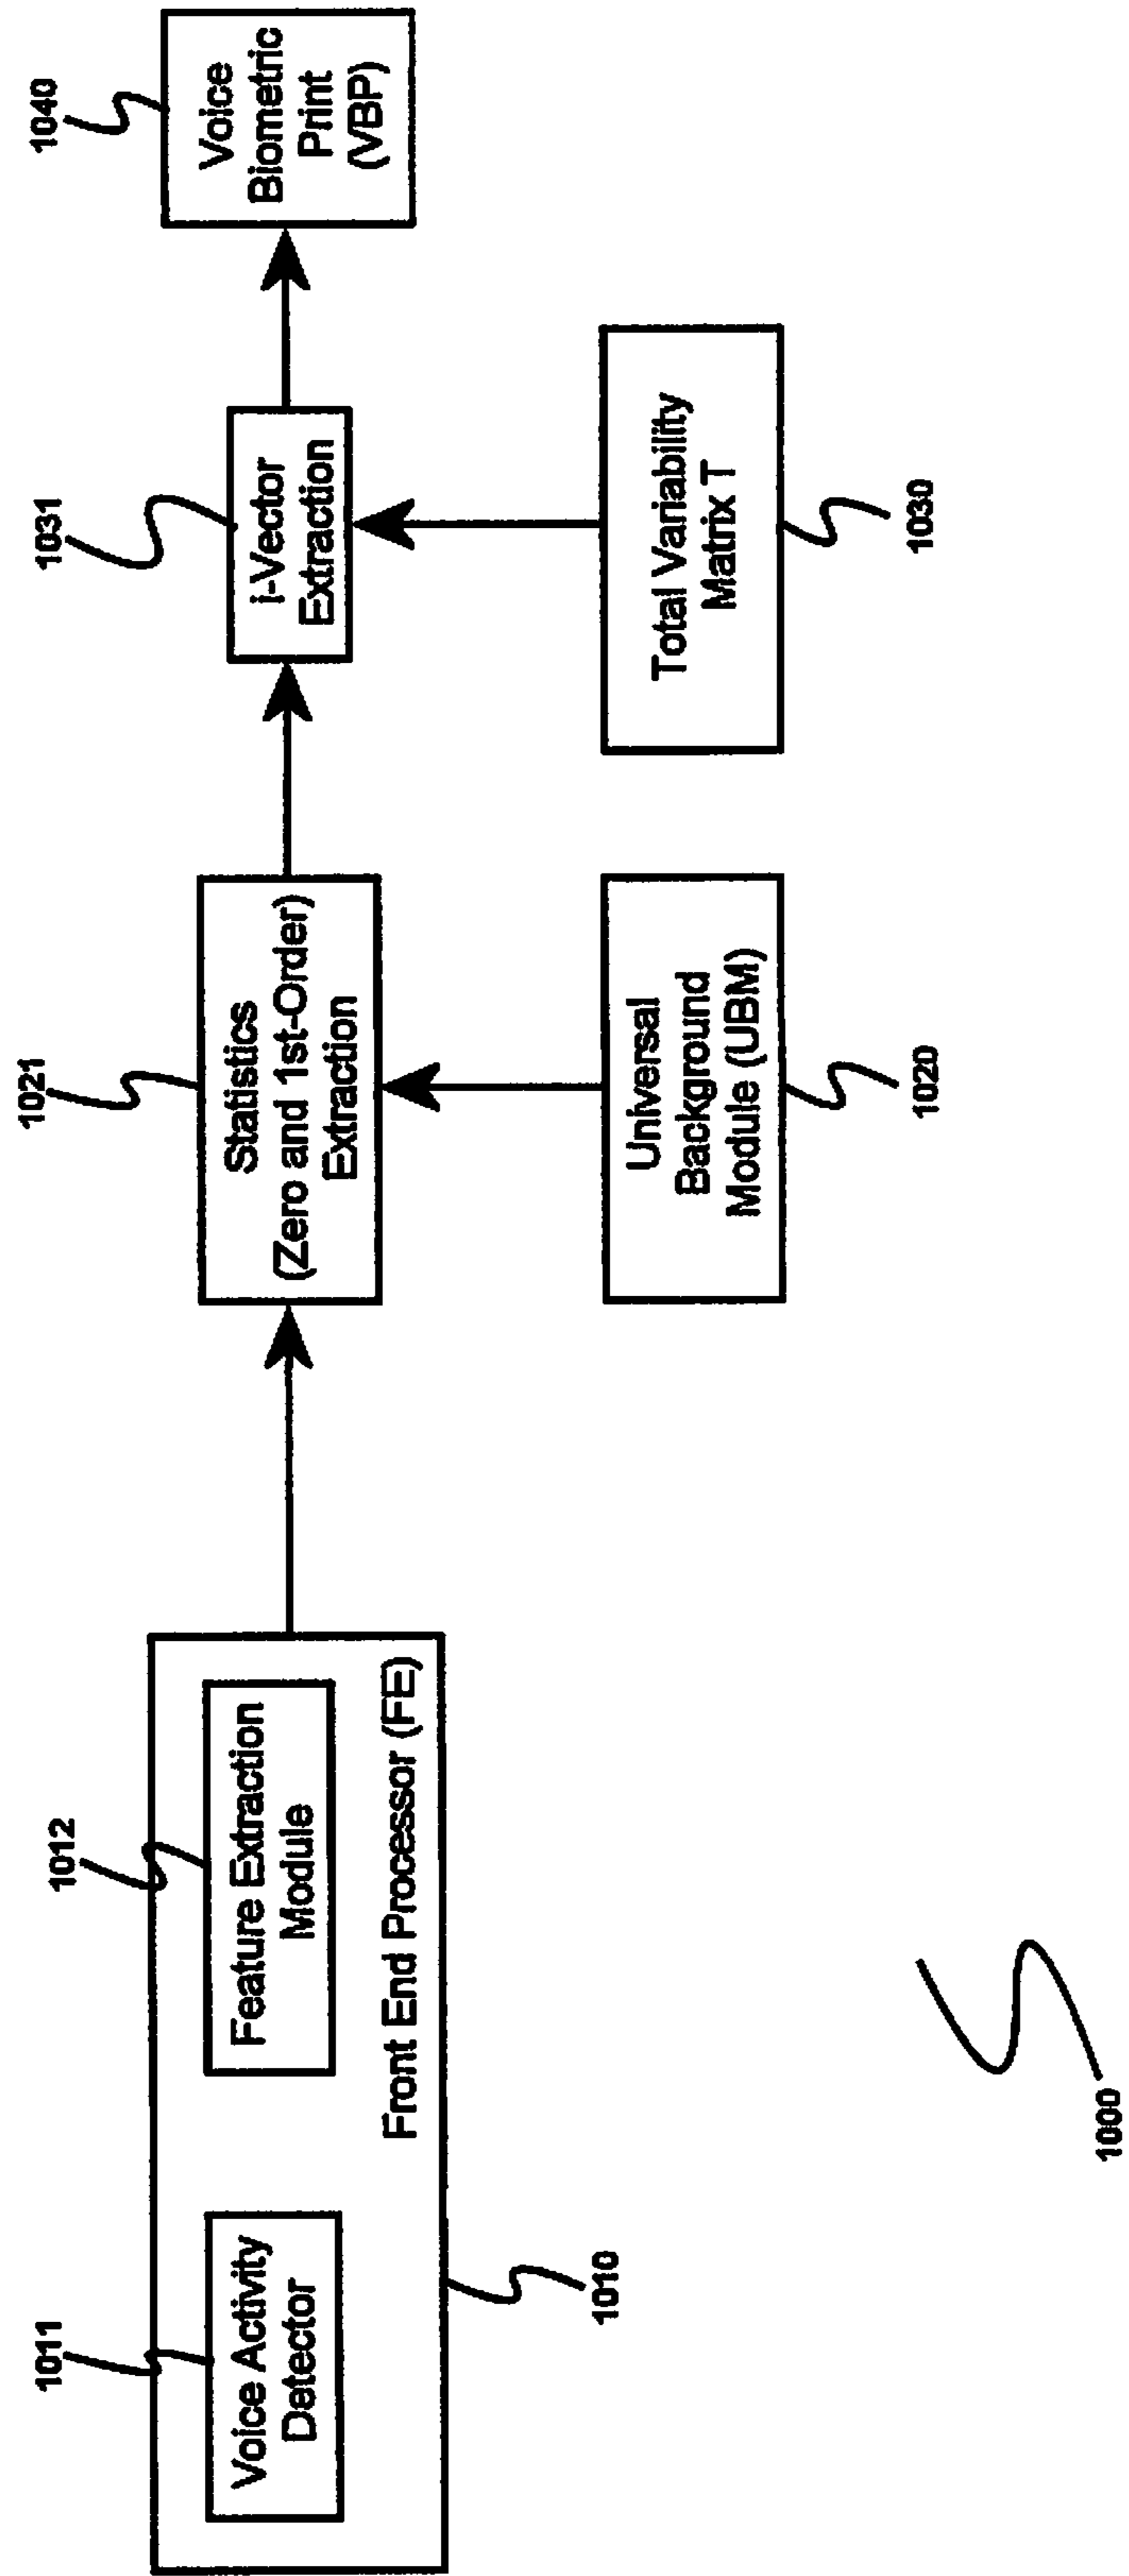 1011
Voice Activity
Detector
1012
Feature Extraction
Module
Front End Processor (FE)
1010
1021
Statistics
(Zero and 1st-Order)
Extraction
Universal
Background
Module (UBM)
1020
1031
i-Vector
Extraction
Total Variability
Matrix T
1030
1040
Voice
Biometric
Print
(VBP)
1000